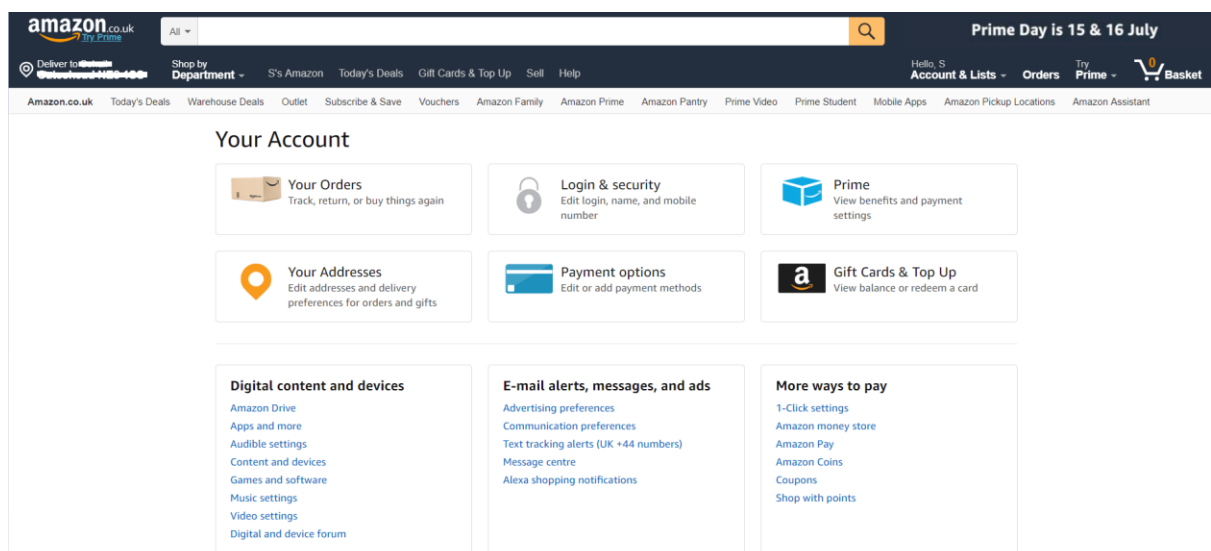 amazon.co.uk
Try Prime
All
Prime Day is 15 & 16 July
Deliver to
Shop by
Department
S's Amazon Today's Deals Gift Cards & Top Up Sell Help
Hello, S
Account & Lists
Orders
Try
Prime
0
Basket
Amazon.co.uk Today's Deals Warehouse Deals Outlet Subscribe & Save Vouchers Amazon Family Amazon Prime Amazon Pantry Prime Video Prime Student Mobile Apps Amazon Pickup Locations Amazon Assistant
Your Account
Your Orders
Track, return, or buy things again
Login & security
Edit login, name, and mobile
number
Prime
View benefits and payment
settings
Your Addresses
Edit addresses and delivery
preferences for orders and gifts
Payment options
Edit or add payment methods
a
Gift Cards & Top Up
View balance or redeem a card
Digital content and devices
Amazon Drive
Apps and more
Audible settings
Content and devices
Games and software
Music settings
Video settings
Digital and device forum
E-mail alerts, messages, and ads
Advertising preferences
Communication preferences
Text tracking alerts (UK +44 numbers)
Message centre
Alexa shopping notifications
More ways to pay
1-Click settings
Amazon money store
Amazon Pay
Amazon Coins
Coupons
Shop with points